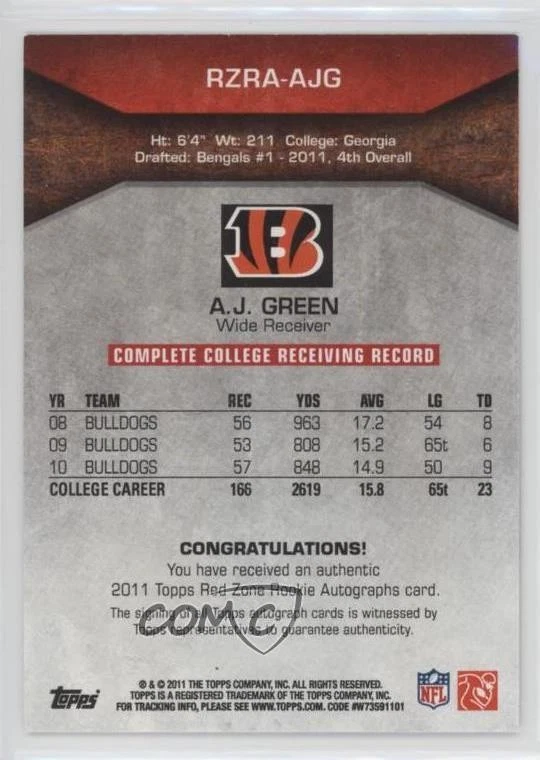 RZRA-AJG
Ht: 6'4" Wt: 211 College: Georgia
Drafted: Bengals #1 - 2011, 4th Overall
B
A.J. GREEN
Wide Receiver
COMPLETE COLLEGE RECEIVING RECORD
YR TEAM REC YDS AVG LG TD
08 BULLDOGS 56 963 17.2 54 8
09 BULLDOGS 53 808 15.2 65t 6
10 BULLDOGS 57 848 14.9 50 9
COLLEGE CAREER 166 2619 15.8 65t 23
CONGRATULATIONS!
You have received an authentic
2011 Topps Red Zone Rookie Autographs card.
The signing of all Topps autograph cards is witnessed by
Topps representatives to guarantee authenticity.
COMC
® & © 2011 THE TOPPS COMPANY, INC. ALL RIGHTS RESERVED.
TOPPS IS A REGISTERED TRADEMARK OF THE TOPPS COMPANY, INC.
FOR TRACKING INFO, PLEASE SEE WWW.TOPPS.COM. CODE #W73591101
topps
NFL